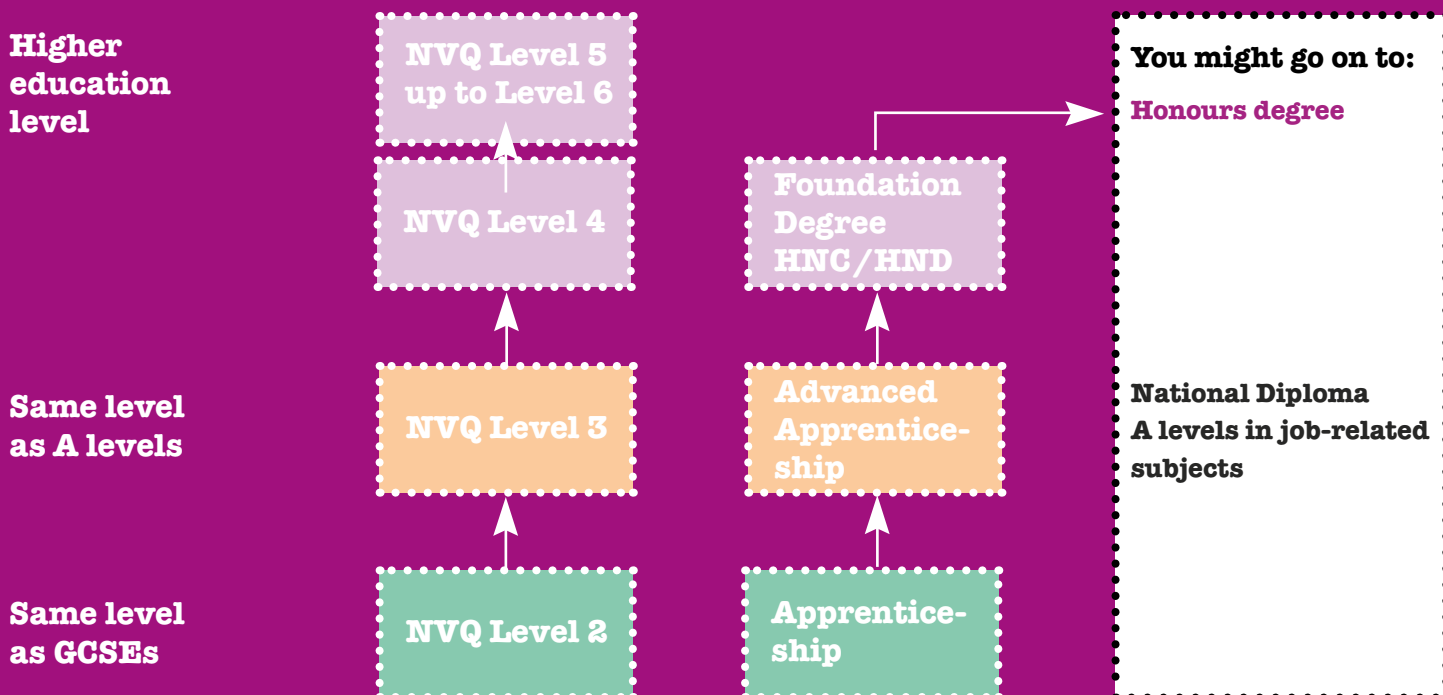 Higher
education
level
NVQ Level 5
up to Level 6
You might go on to:
Honours degree
NVQ Level 4
Foundation
Degree
HNC/HND
Same level
as A levels
NVQ Level 3
Advanced
Apprentice-
ship
National Diploma
A levels in job-related
subjects
Same level
as GCSEs
NVQ Level 2
Apprentice-
ship